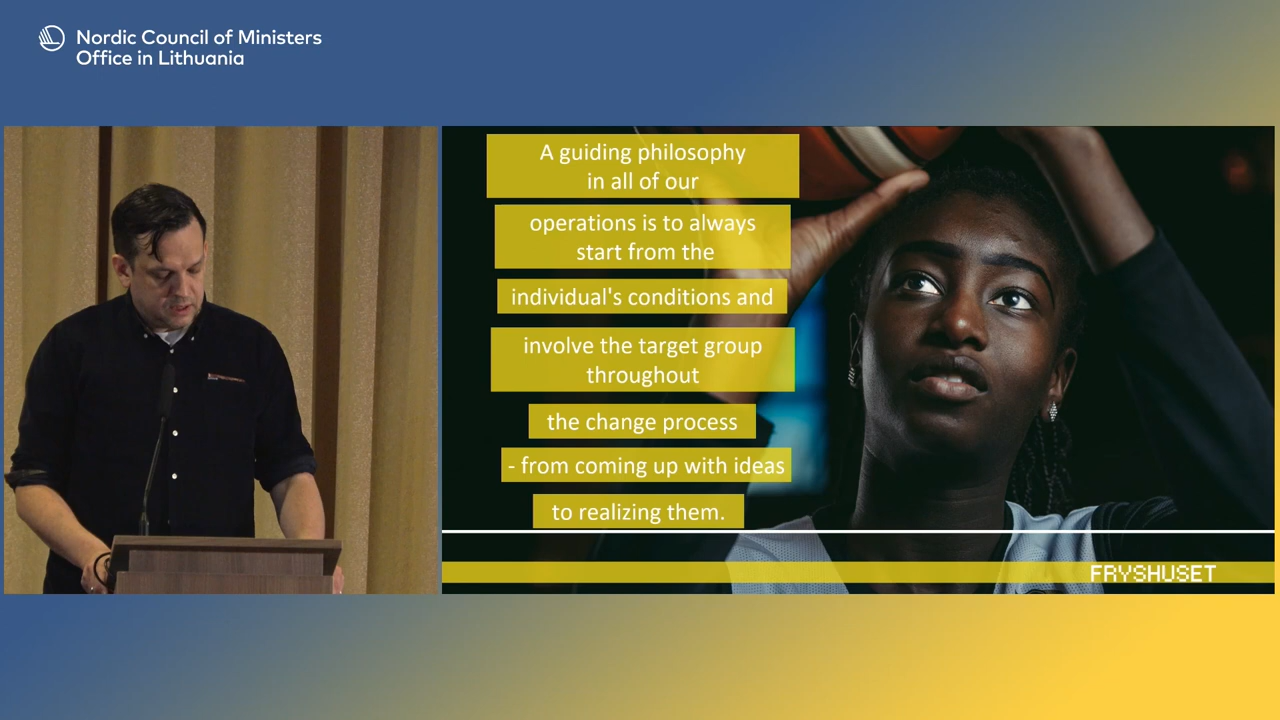 Nordic Council of Ministers
Office in Lithuania
A guiding philosophy
in all of our
operations is to always
start from the
individual's conditions and
involve the target group
throughout
the change process
- from coming up with ideas
to realizing them.
FRYSHUSET